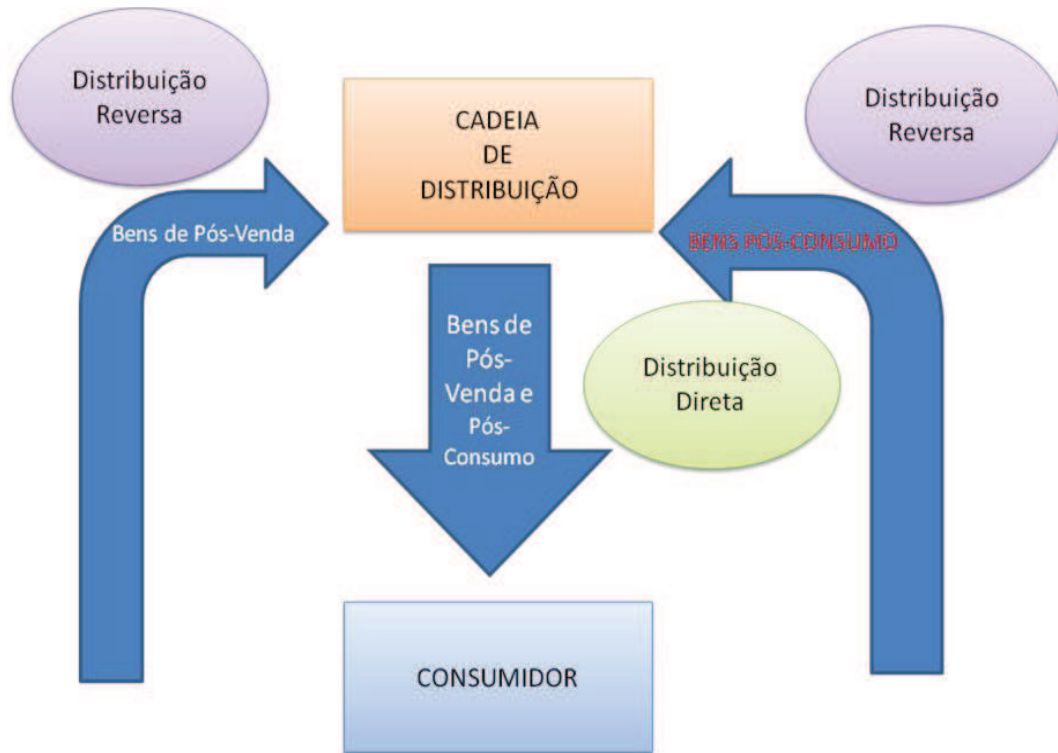 Distribuição
Reversa
CADEIA
DE
DISTRIBUIÇÃO
Distribuição
Reversa
Bens de Pós-Venda
BENS PÓS-CONSUMO
Bens de
Pós-
Venda e
Pós-
Consumo
Distribuição
Direta
CONSUMIDOR